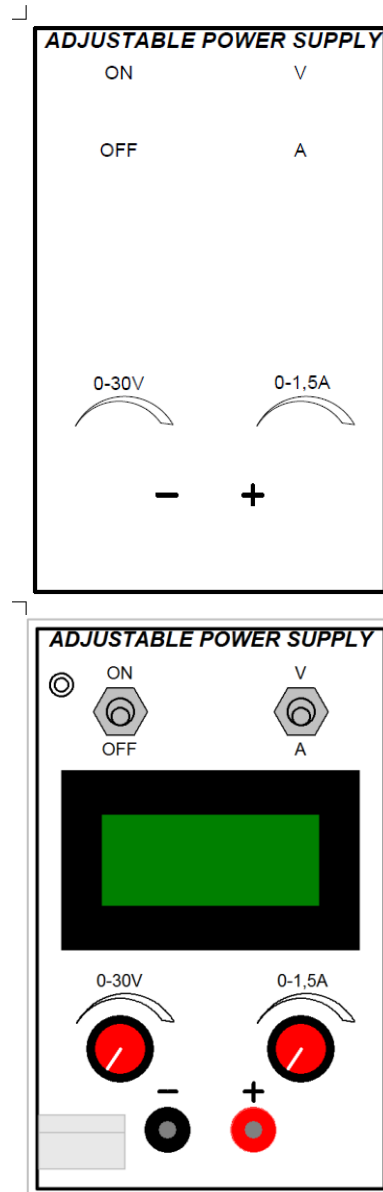 ADJUSTABLE POWER SUPPLY
ON V
OFF A
0-30V 0-1,5A
- +
ADJUSTABLE POWER SUPPLY
ON V
OFF A
0-30V 0-1,5A
- +